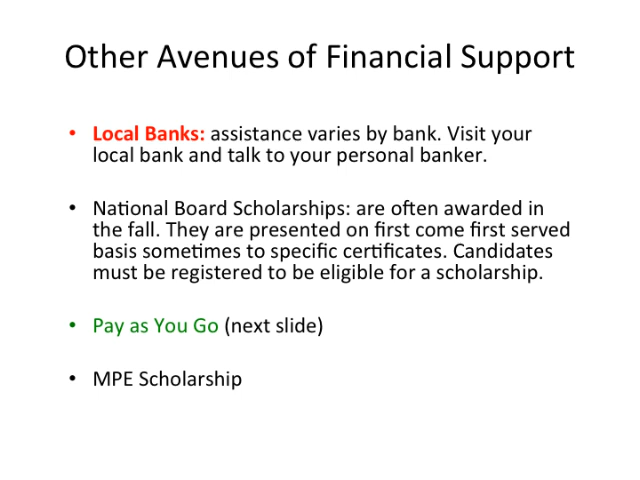 Other Avenues of Financial Support
• Local Banks: assistance varies by bank. Visit your
local bank and talk to your personal banker.
• National Board Scholarships: are often awarded in
the fall. They are presented on first come first served
basis sometimes to specific certificates. Candidates
must be registered to be eligible for a scholarship.
• Pay as You Go (next slide)
• MPE Scholarship